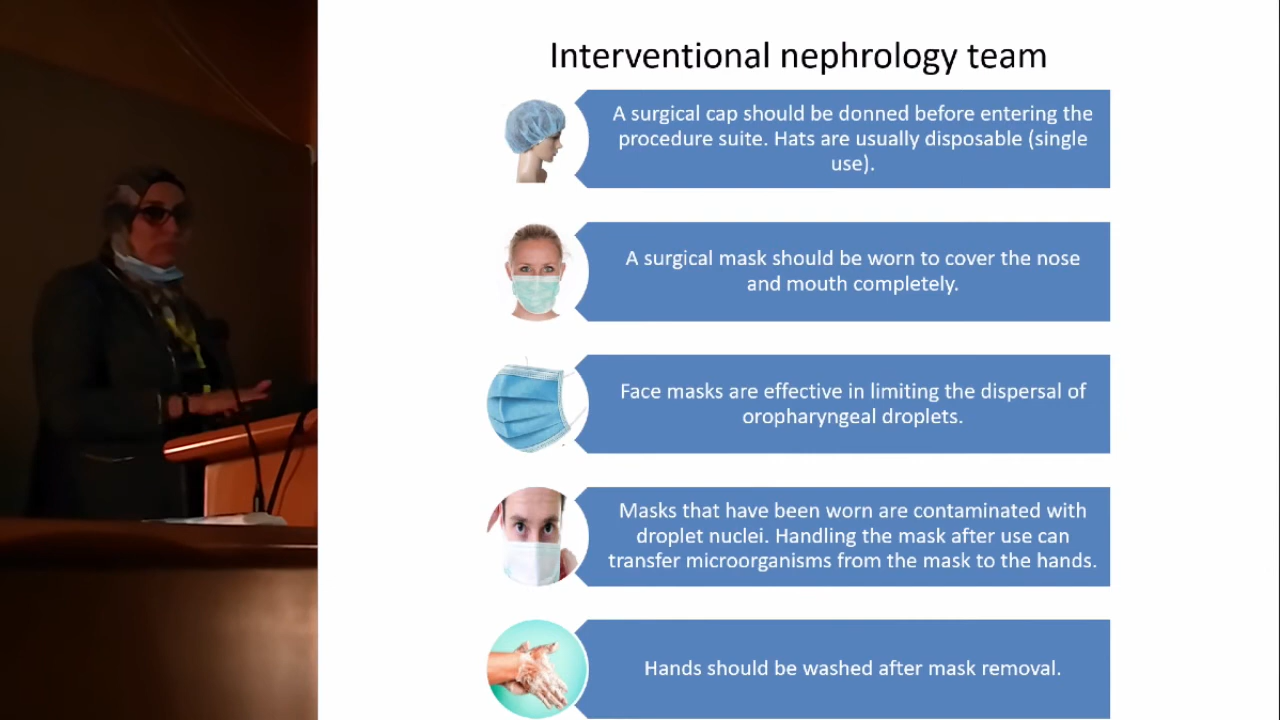 Interventional nephrology team
A surgical cap should be donned before entering the
procedure suite. Hats are usually disposable (single
use).
A surgical mask should be worn to cover the nose
and mouth completely.
Face masks are effective in limiting the dispersal of
oropharyngeal droplets.
Masks that have been worn are contaminated with
droplet nuclei. Handling the mask after use can
transfer microorganisms from the mask to the hands.
Hands should be washed after mask removal.